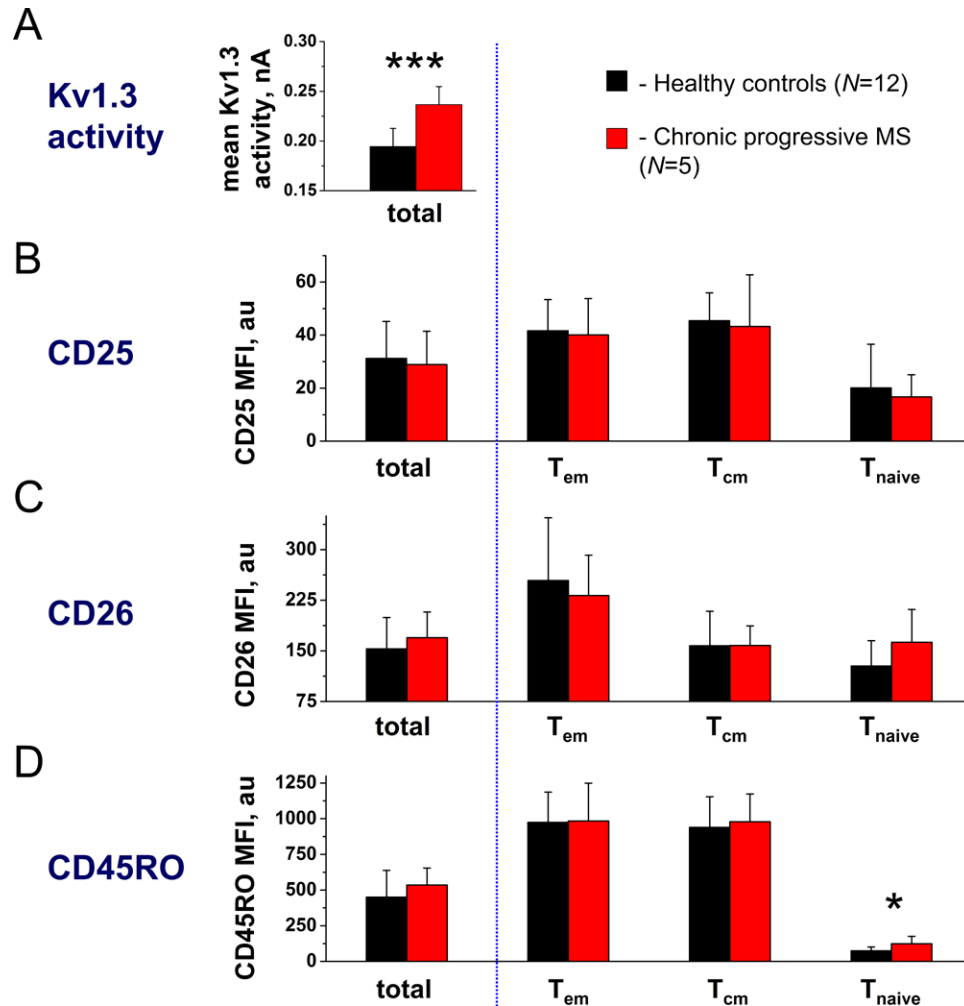 A
Kv1.3
activity
mean Kv1.3
activity, nA
0.30
0.25
0.20
0.15
***
total
- Healthy controls (N=12)
- Chronic progressive MS
(N=5)
B
CD25
CD25 MFI, au
60
40
20
0
total
Tem
Tcm
Tnaive
C
CD26
CD26 MFI, au
300
225
150
75
total
Tem
Tcm
Tnaive
D
CD45RO
CD45RO MFI, au
1250
1000
750
500
250
0
*
total
Tem
Tcm
Tnaive